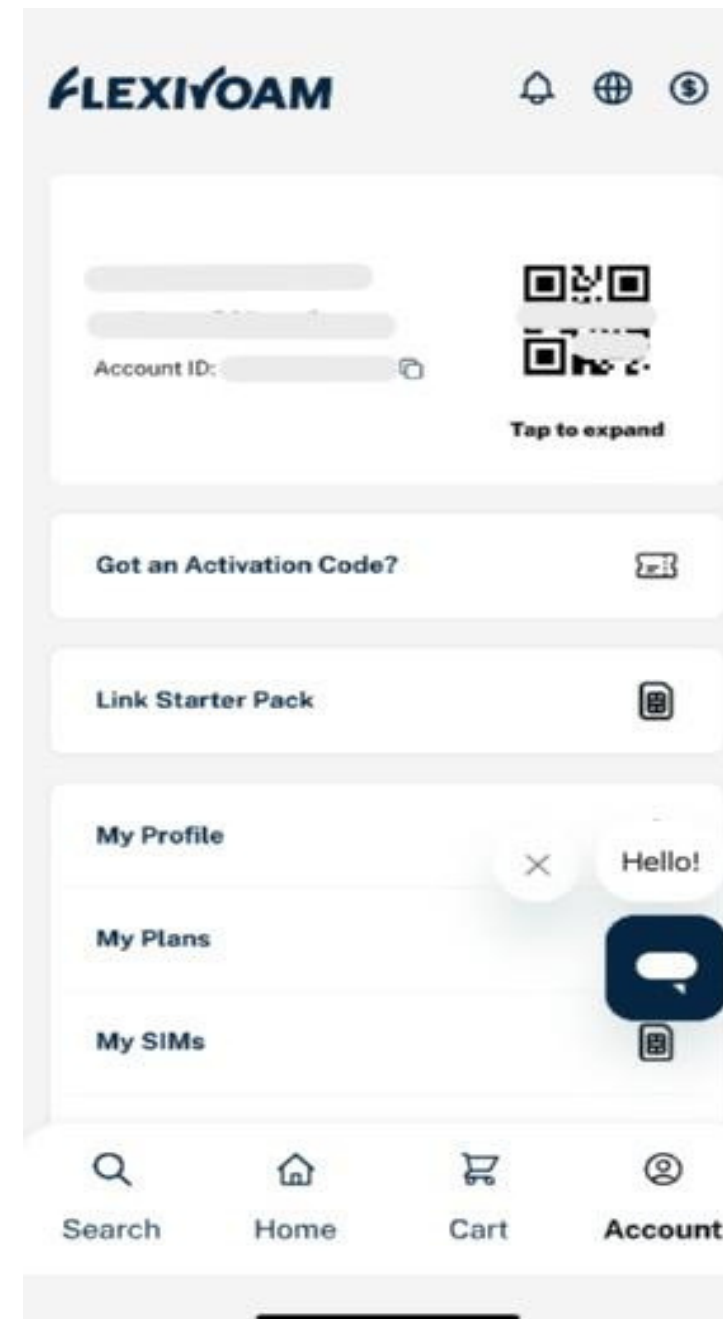 FLEXIROAM
Account ID:
Tap to expand
Got an Activation Code?
Link Starter Pack
My Profile
Hello!
My Plans
My SIMs
Search
Home
Cart
Account